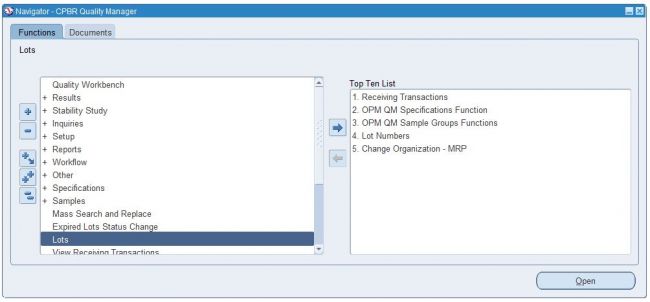 Navigator - CPBR Quality Manager
Functions
Documents
Lots
Quality Workbench
+ Results
+ Stability Study
+ Inquiries
+ Setup
+ Reports
+ Workflow
+ Other
+ Specifications
+ Samples
Mass Search and Replace
Expired Lots Status Change
Lots
View Receiving Transactions
Top Ten List
1. Receiving Transactions
2. OPM QM Specifications Function
3. OPM QM Sample Groups Functions
4. Lot Numbers
5. Change Organization - MRP
Open